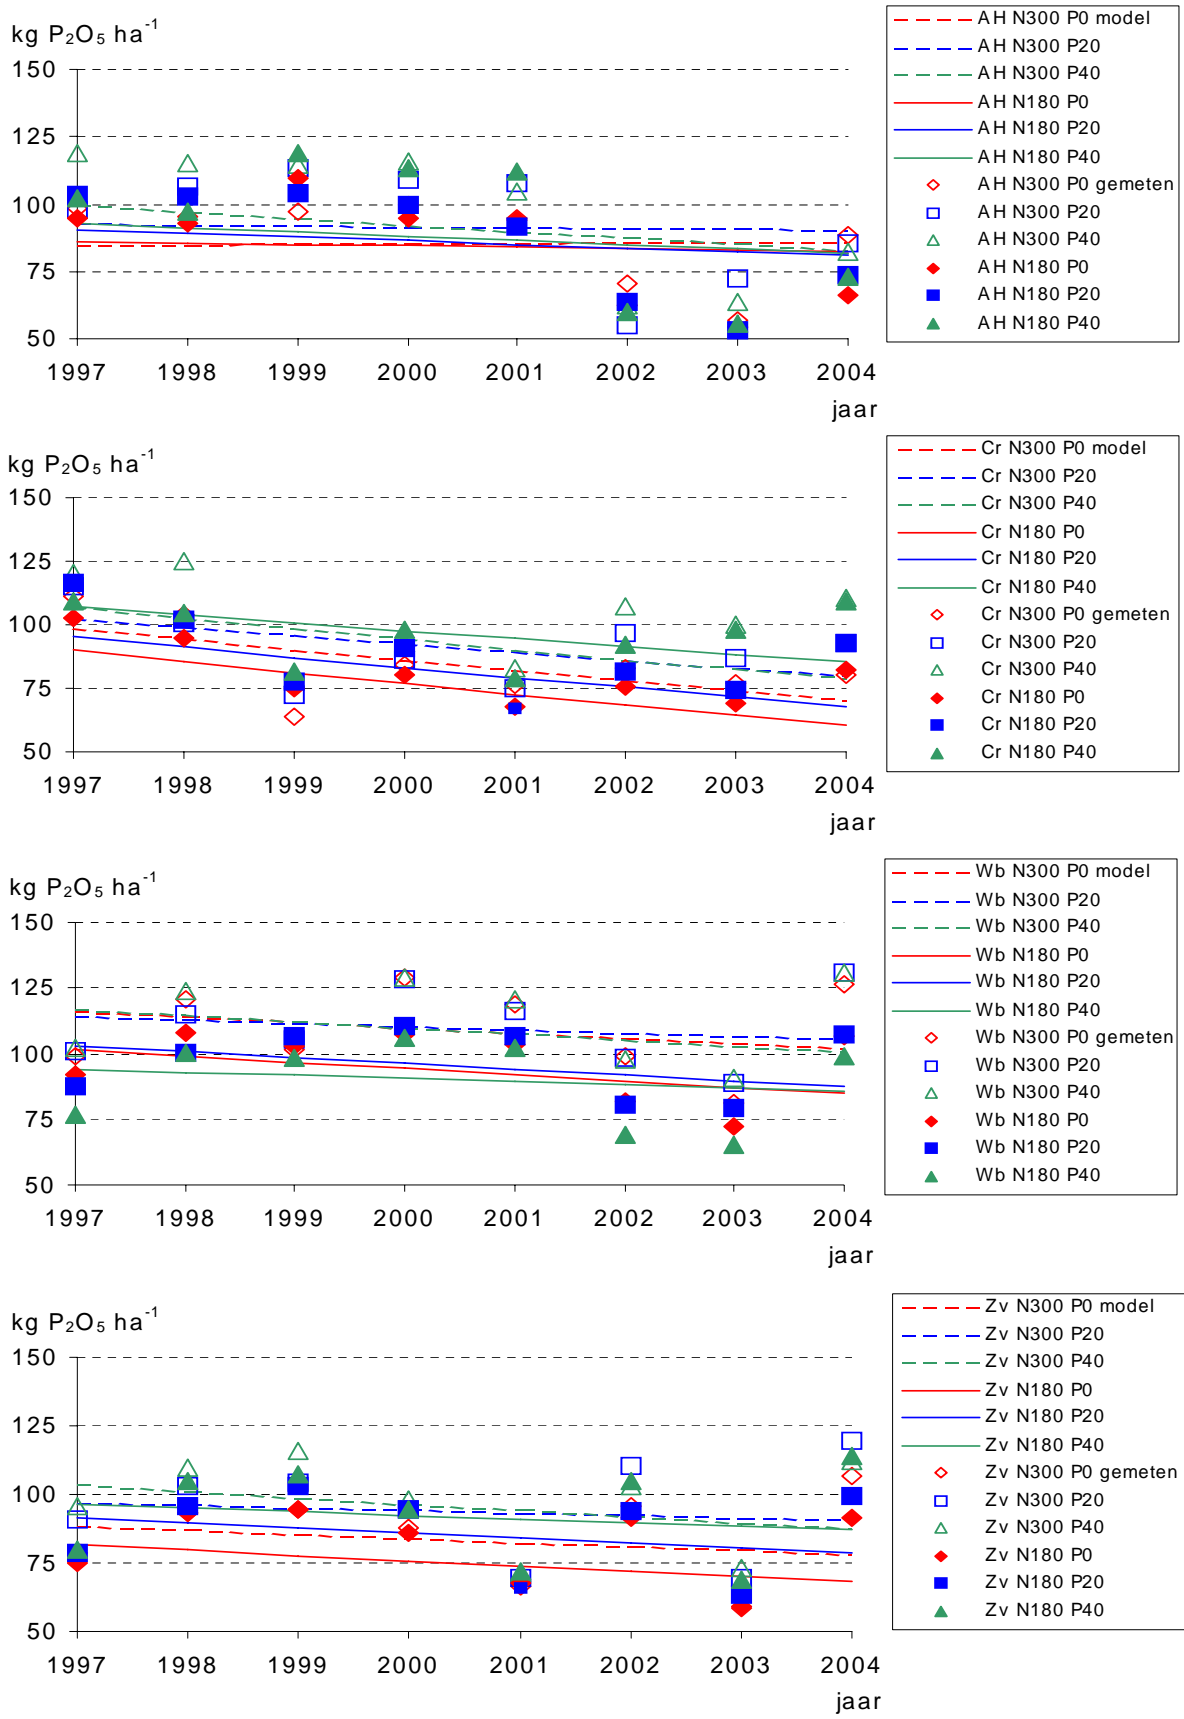 kg P₂O₅ ha⁻¹
150
125
100
75
50
1997 1998 1999 2000 2001 2002 2003 2004
jaar
AH N300 P0 model
AH N300 P20
AH N300 P40
AH N180 P0
AH N180 P20
AH N180 P40
AH N300 P0 gemeten
AH N300 P20
AH N300 P40
AH N180 P0
AH N180 P20
AH N180 P40
kg P₂O₅ ha⁻¹
150
125
100
75
50
1997 1998 1999 2000 2001 2002 2003 2004
jaar
Cr N300 P0 model
Cr N300 P20
Cr N300 P40
Cr N180 P0
Cr N180 P20
Cr N180 P40
Cr N300 P0 gemeten
Cr N300 P20
Cr N300 P40
Cr N180 P0
Cr N180 P20
Cr N180 P40
kg P₂O₅ ha⁻¹
150
125
100
75
50
1997 1998 1999 2000 2001 2002 2003 2004
jaar
Wb N300 P0 model
Wb N300 P20
Wb N300 P40
Wb N180 P0
Wb N180 P20
Wb N180 P40
Wb N300 P0 gemeten
Wb N300 P20
Wb N300 P40
Wb N180 P0
Wb N180 P20
Wb N180 P40
kg P₂O₅ ha⁻¹
150
125
100
75
50
1997 1998 1999 2000 2001 2002 2003 2004
jaar
Zv N300 P0 model
Zv N300 P20
Zv N300 P40
Zv N180 P0
Zv N180 P20
Zv N180 P40
Zv N300 P0 gemeten
Zv N300 P20
Zv N300 P40
Zv N180 P0
Zv N180 P20
Zv N180 P40